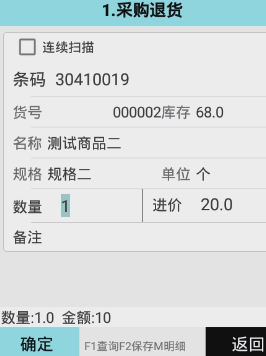 1.采购退货
连续扫描
条码 30410019
货号 000002库存 68.0
名称 测试商品二
规格 规格二 单位 个
数量 1 进价 20.0
备注
数量:1.0 金额:10
确定 F1查询F2保存M明细 返回